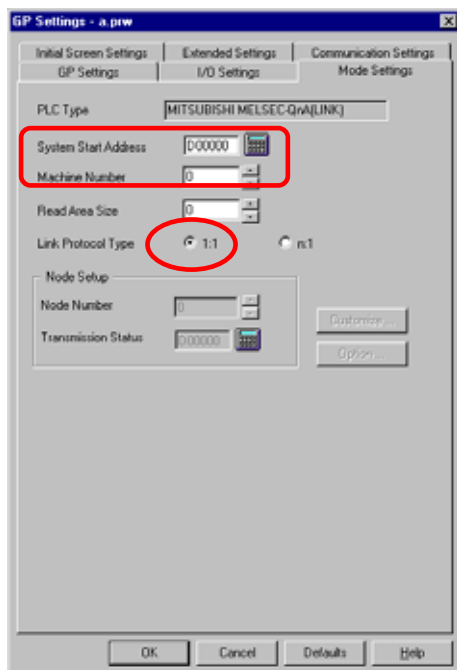 GP Settings - a.prw
Initial Screen Settings Extended Settings Communication Settings
GP Settings I/O Settings Mode Settings
PLC Type MITSUBISHI MELSEC-QnA(LINK)
System Start Address D00000
Machine Number 0
Read Area Size 0
Link Protocol Type 1:1 n:1
Node Setup
Node Number 0
Transmission Status D00000
Customize ...
Option ...
OK Cancel Defaults Help